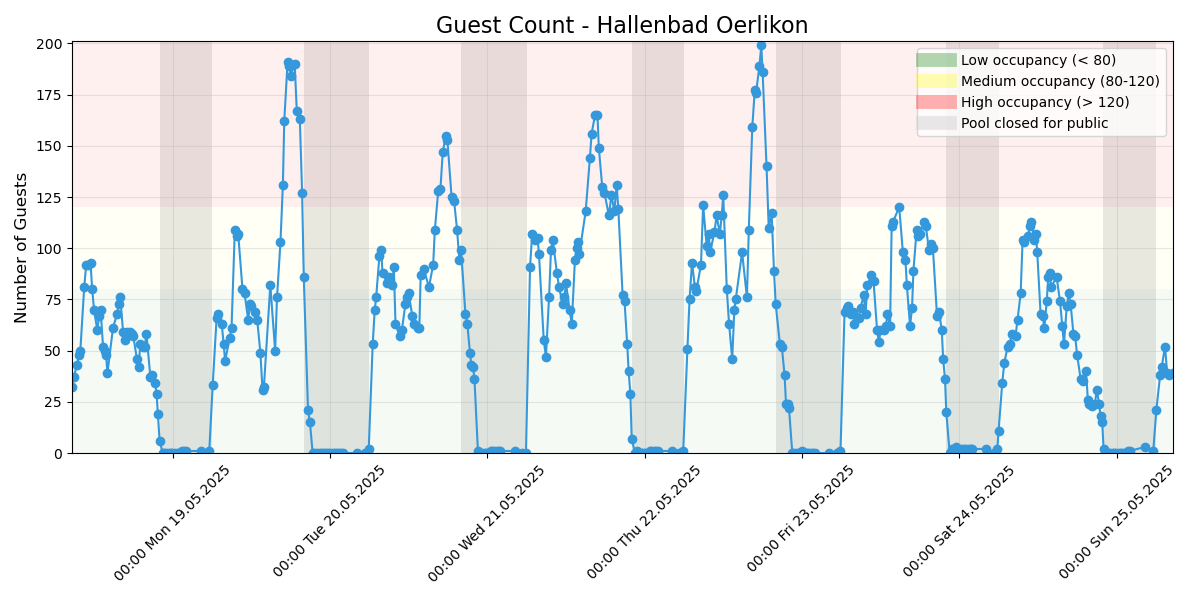 Guest Count - Hallenbad Oerlikon
Number of Guests
200
175
150
125
100
75
50
25
0
Low occupancy (< 80)
Medium occupancy (80-120)
High occupancy (> 120)
Pool closed for public
00:00 Mon 19.05.2025
00:00 Tue 20.05.2025
00:00 Wed 21.05.2025
00:00 Thu 22.05.2025
00:00 Fri 23.05.2025
00:00 Sat 24.05.2025
00:00 Sun 25.05.2025